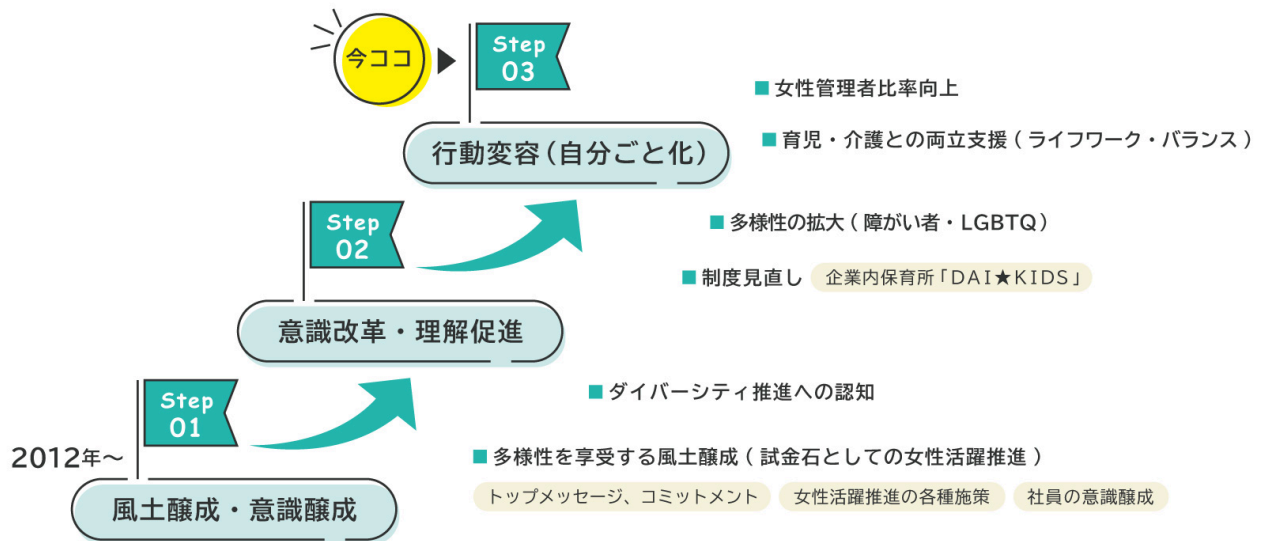 今ココ
Step
03
行動変容(自分ごと化)
■ 女性管理者比率向上
■ 育児・介護との両立支援(ライフワーク・バランス)
Step
02
意識改革・理解促進
■ 多様性の拡大(障がい者・LGBTQ)
■ 制度見直し 企業内保育所「DAI★KIDS」
Step
01
2012年〜
風土醸成・意識醸成
■ ダイバーシティ推進への認知
■ 多様性を享受する風土醸成(試金石としての女性活躍推進)
トップメッセージ、コミットメント 女性活躍推進の各種施策 社員の意識醸成